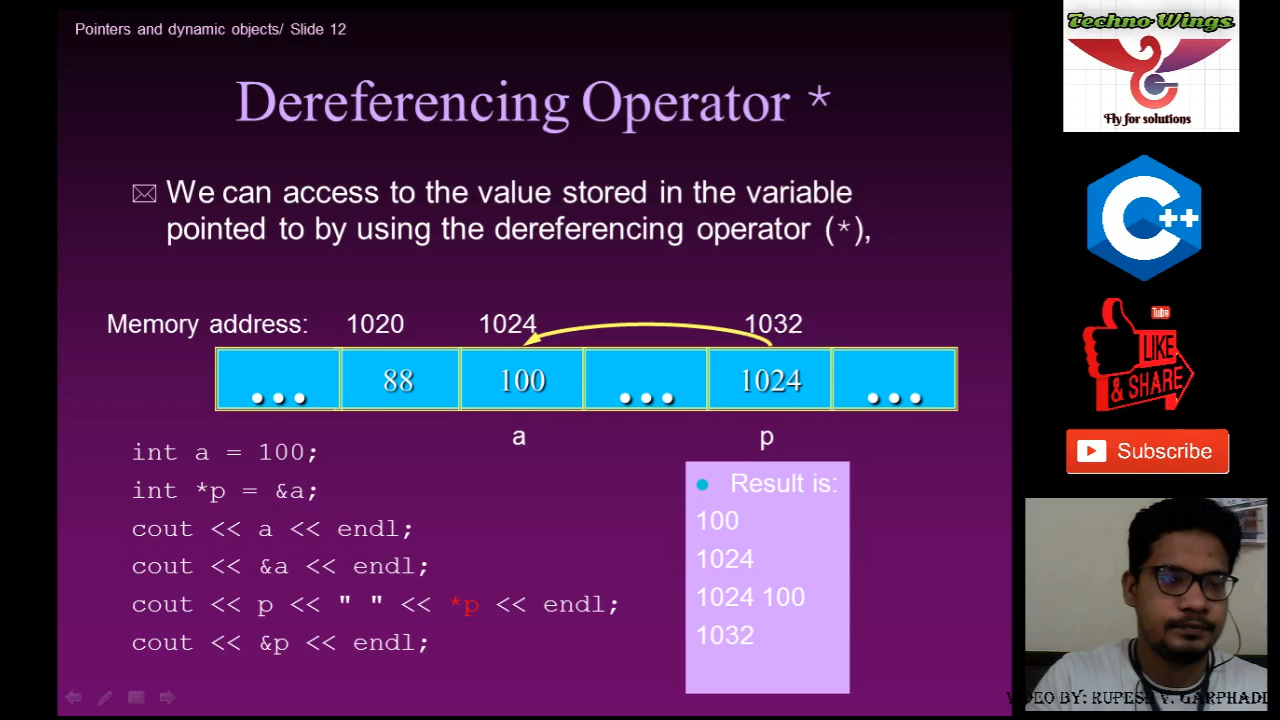 Pointers and dynamic objects/ Slide 12
Dereferencing Operator *
We can access to the value stored in the variable
pointed to by using the dereferencing operator (*),
Memory address: 1020 1024 1032
... 88 100 ... 1024 ...
a p
int a = 100;
int *p = &a;
cout << a << endl;
cout << &a << endl;
cout << p << " " << *p << endl;
cout << &p << endl;
Result is:
100
1024
1024 100
1032
Techno Wings
Fly for solutions
C++
Tube
LIKE
& SHARE
Subscribe
VIDEO BY: RUPESH V. GARPHADE